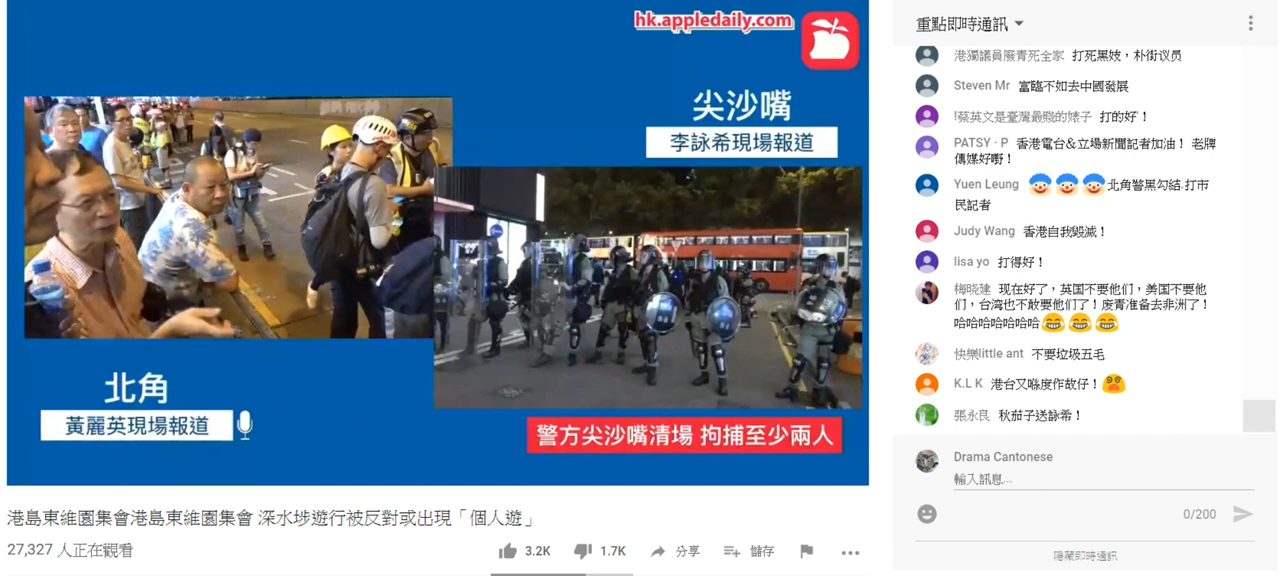 hk.appledaily.com
尖沙嘴
李詠希現場報道
北角
黃麗英現場報道
警方尖沙嘴清場 拘捕至少兩人
港島東維園集會港島東維園集會 深水埗遊行被反對或出現「個人遊」
27,327 人正在觀看
3.2K
1.7K
分享
儲存
重點即時通訊
港獨議員廢青死全家 打死黑妓，朴街议员
Steven Mr 富臨不如去中國發展
!蔡英文是臺灣最賤的婊子 打的好'！
PATSY · P 香港電台＆立場新聞記者加油！ 老牌
傳媒好嘢！
Yuen Leung 🤡🤡🤡北角警黑勾結.打市
民記者
Judy Wang 香港自我毀滅！
lisa yo 打得好！
梅晓建 现在好了，英国不要他们，美国不要他
们，台湾也不敢要他们了！废青准备去非洲了！
哈哈哈哈哈哈哈😂😂😂
快樂little ant 不要垃圾五毛
K.L K 港台又喺度作故仔！😵
張永良 秋茄子送詠希！
Drama Cantonese
輸入訊息...
0/200
隱藏即時通訊